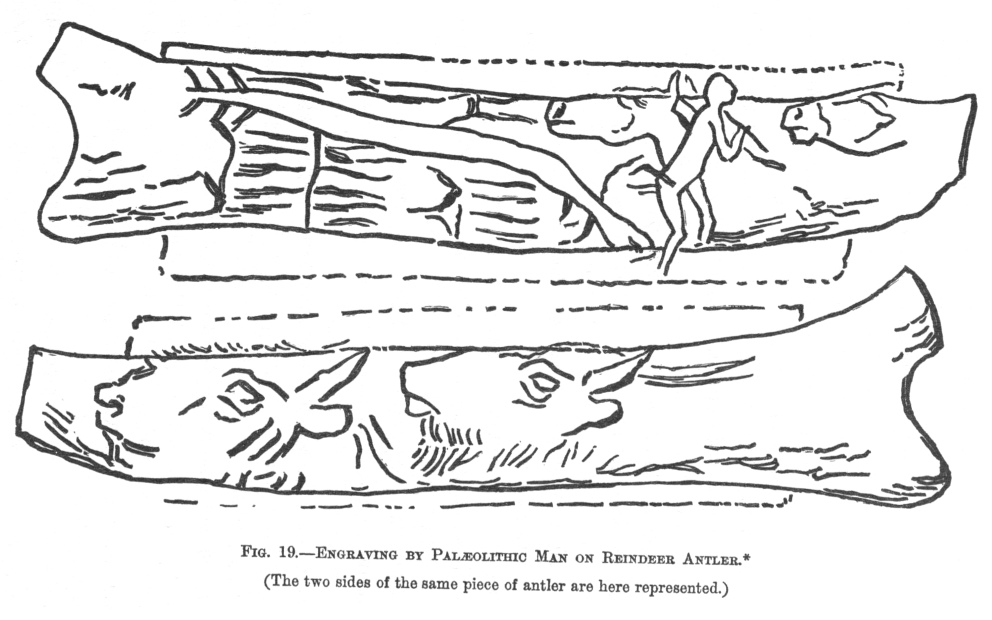 Fig. 19.—Engraving by Palæolithic Man on Reindeer Antler.*
(The two sides of the same piece of antler are here represented.)